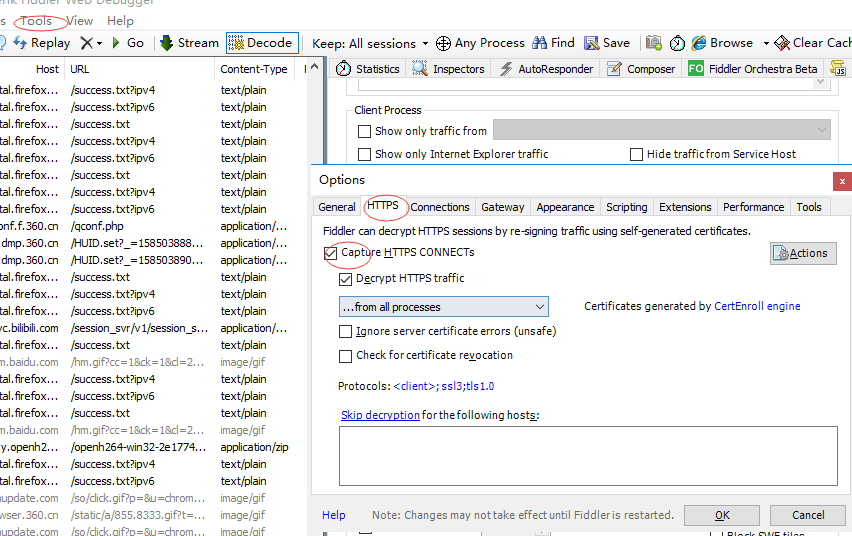 enk Fiddler Web Debugger
Tools View Help
Replay Go Stream Decode Keep: All sessions Any Process Find Save Browse Clear Cach
Host URL Content-Type
Statistics Inspectors AutoResponder Composer FO Fiddler Orchestra Beta
Client Process
Show only traffic from
Show only Internet Explorer traffic Hide traffic from Service Host
Options
General HTTPS Connections Gateway Appearance Scripting Extensions Performance Tools
Fiddler can decrypt HTTPS sessions by re-signing traffic using self-generated certificates.
Capture HTTPS CONNECTs Actions
Decrypt HTTPS traffic
...from all processes Certificates generated by CertEnroll engine
Ignore server certificate errors (unsafe)
Check for certificate revocation
Protocols: <client>; ssl3;tls1.0
Skip decryption for the following hosts:
Help Note: Changes may not take effect until Fiddler is restarted. OK Cancel
Block SWF files
tal.firefox... /success.txt?ipv4 text/plain
tal.firefox... /success.txt?ipv6 text/plain
tal.firefox... /success.txt text/plain
tal.firefox... /success.txt?ipv4 text/plain
tal.firefox... /success.txt?ipv6 text/plain
tal.firefox... /success.txt text/plain
tal.firefox... /success.txt?ipv4 text/plain
tal.firefox... /success.txt?ipv6 text/plain
onf.f.360.cn /qconf.php application/...
.dmp.360.cn /HUID.set?_=158503888... application/...
.dmp.360.cn /HUID.set?_=158503890... application/...
tal.firefox... /success.txt text/plain
tal.firefox... /success.txt?ipv4 text/plain
tal.firefox... /success.txt?ipv6 text/plain
vc.bilibili.com /session_svr/v1/session_s... application/...
tal.firefox... /success.txt text/plain
m.baidu.com /hm.gif?cc=1&ck=1&cl=2... image/gif
tal.firefox... /success.txt?ipv4 text/plain
tal.firefox... /success.txt?ipv6 text/plain
tal.firefox... /success.txt text/plain
m.baidu.com /hm.gif?cc=1&ck=1&cl=2... image/gif
y.openh2... /openh264-win32-2e1774... application/zip
tal.firefox... /success.txt?ipv4 text/plain
tal.firefox... /success.txt?ipv6 text/plain
nupdate.com /so/click.gif?p=&u=chrom... image/gif
wser.360.cn /static/a/855.8333.gif?t=... image/gif
nupdate.com /so/click.gif?p=&u=chrom... image/gif